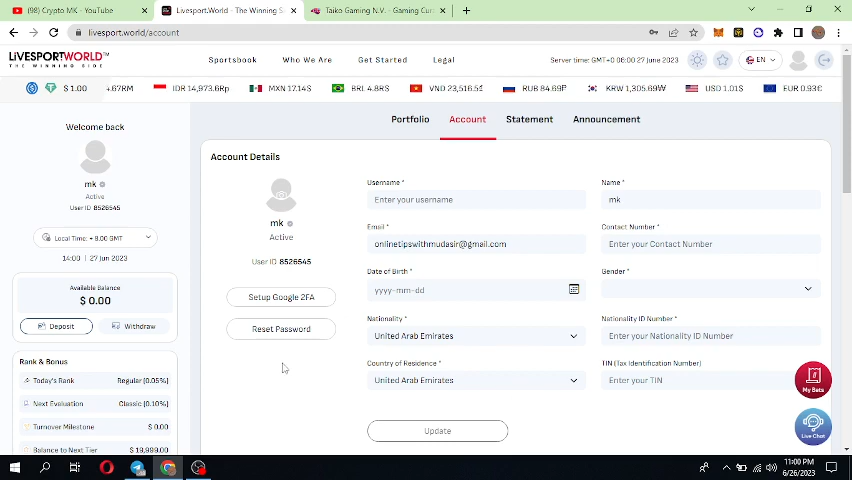 (98) Crypto MK - YouTube
Livesport.World - The Winning S
Taiko Gaming N.V. - Gaming Cur
livesport.world/account
LIVESPORTWORLD™
THE WINNING SIDE
Sportsbook
Who We Are
Get Started
Legal
Server time: GMT+0 06:00 27 June 2023
EN
$ 1.00
4.67RM
IDR 14,973.6Rp
MXN 17.14$
BRL 4.8R$
VND 23,516.5₫
RUB 84.69₽
KRW 1,305.69₩
USD 1.01$
EUR 0.93€
Welcome back
mk
Active
User ID 8526545
Local Time: + 8.00 GMT
14:00 | 27 Jun 2023
Available Balance
$ 0.00
Deposit
Withdraw
Rank & Bonus
Today's Rank
Regular (0.05%)
Next Evaluation
Classic (0.10%)
Turnover Milestone
$ 0.00
Balance to Next Tier
$ 19,999.00
Portfolio
Account
Statement
Announcement
Account Details
mk
Active
User ID 8526545
Setup Google 2FA
Reset Password
Username *
Enter your username
Name *
mk
Email *
onlinetipswithmudasir@gmail.com
Contact Number *
Enter your Contact Number
Date of Birth *
yyyy-mm-dd
Gender *
Nationality *
United Arab Emirates
Nationality ID Number *
Enter your Nationality ID Number
Country of Residence *
United Arab Emirates
TIN (Tax Identification Number)
Enter your TIN
Update
My Bets
Live Chat
11:00 PM
6/26/2023